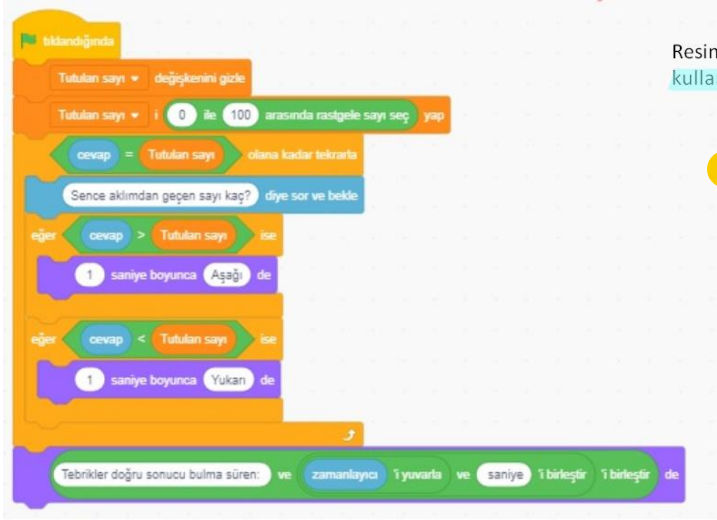 tıklandığında
Tutulan sayı değişkenini gizle
Tutulan sayı i 0 ile 100 arasında rastgele sayı seç yap
cevap = Tutulan sayı olana kadar tekrarla
Sence aklımdan geçen sayı kaç? diye sor ve bekle
eğer cevap > Tutulan sayı ise
1 saniye boyunca Aşağı de
eğer cevap < Tutulan sayı ise
1 saniye boyunca Yukarı de
Tebrikler doğru sonucu bulma süren: ve zamanlayıcı 'i yuvarla ve saniye 'i birleştir 'i birleştir de